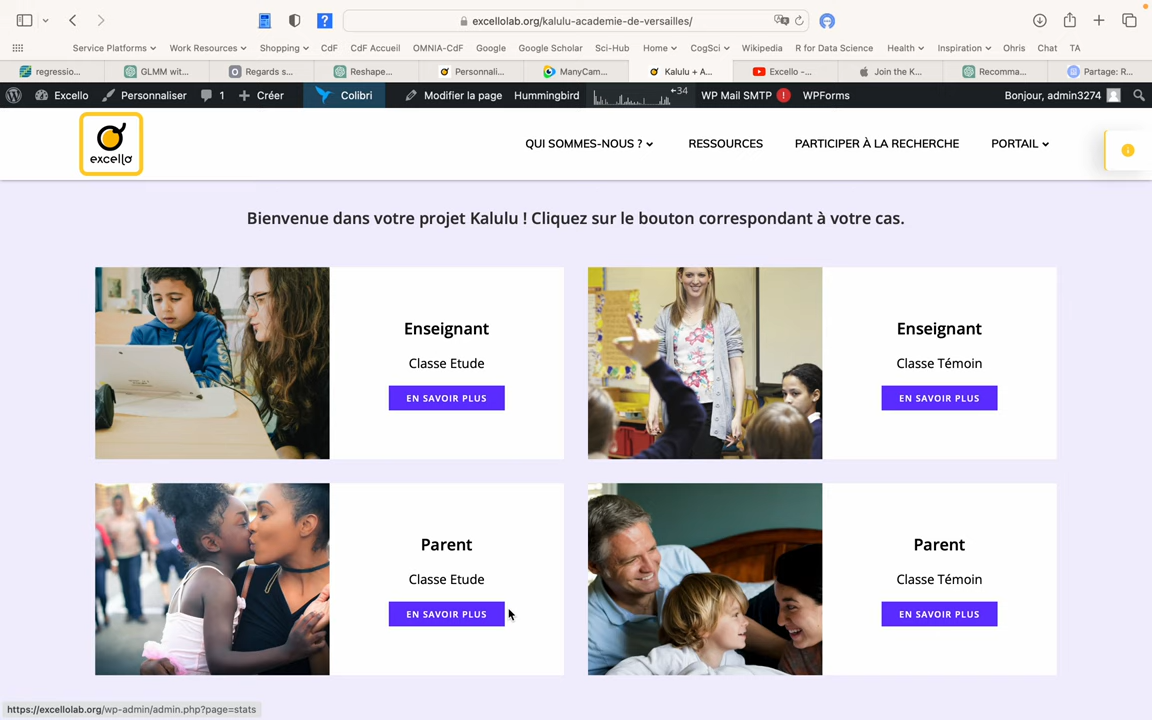 excellolab.org/kalulu-academie-de-versailles/
Service Platforms
Work Resources
Shopping
CdF
CdF Accueil
OMNIA-CdF
Google
Google Scholar
Sci-Hub
Home
CogSci
Wikipedia
R for Data Science
Health
Inspiration
Ohris
Chat
TA
regressio...
GLMM wit...
Regards s...
Reshape...
Personnali...
ManyCam...
Kalulu + A...
Excello -...
Join the K...
Recomma...
Partage: R...
Excello
Personnaliser
1
Créer
Colibri
Modifier la page
Hummingbird
34
WP Mail SMTP !
WPForms
Bonjour, admin3274
excello
QUI SOMMES-NOUS ?
RESSOURCES
PARTICIPER À LA RECHERCHE
PORTAIL
Bienvenue dans votre projet Kalulu ! Cliquez sur le bouton correspondant à votre cas.
Enseignant
Classe Etude
EN SAVOIR PLUS
Enseignant
Classe Témoin
EN SAVOIR PLUS
Parent
Classe Etude
EN SAVOIR PLUS
Parent
Classe Témoin
EN SAVOIR PLUS
https://excellolab.org/wp-admin/admin.php?page=stats